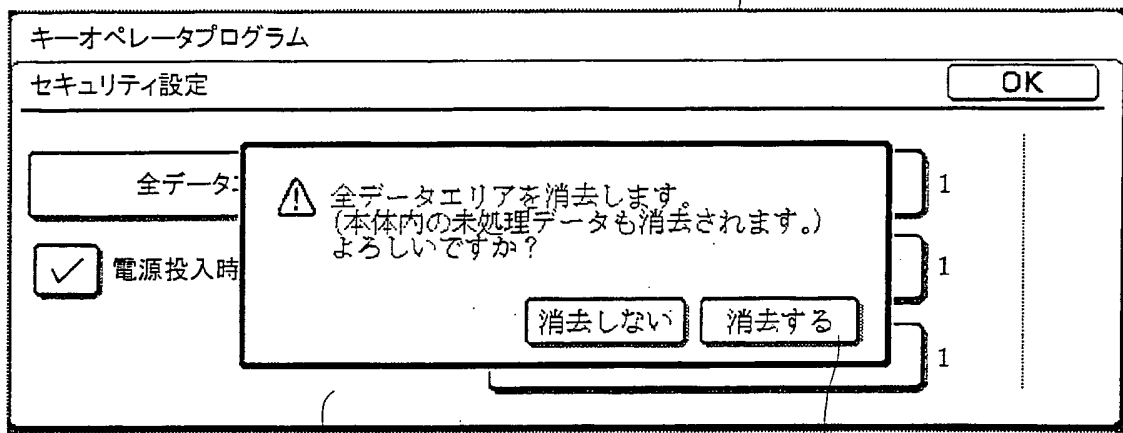 キーオペレータプログラム
セキュリティ設定
OK
全データ
1
⚠ 全データエリアを消去します。
(本体内の未処理データも消去されます。)
よろしいですか?
✓ 電源投入時
1
消去しない
消去する
1